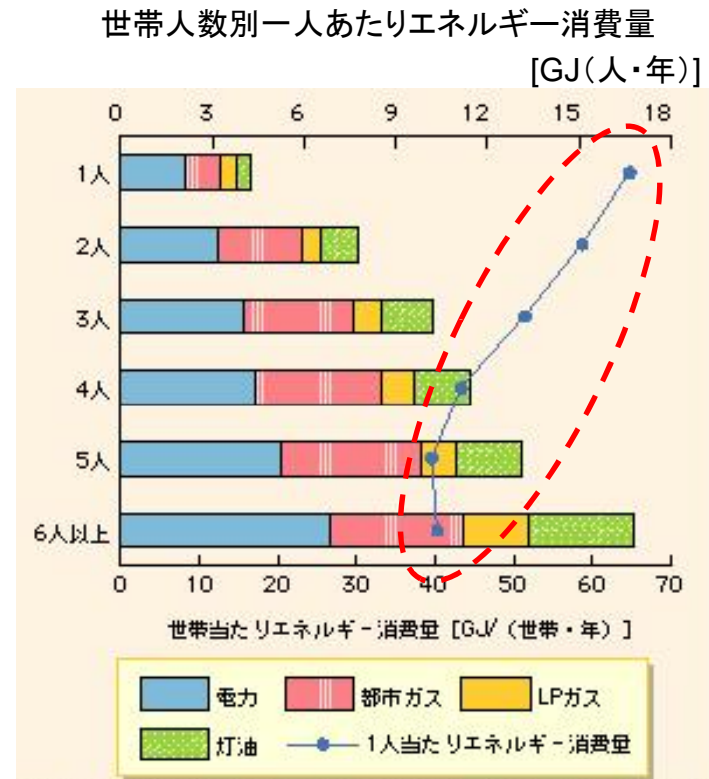 世帯人数別一人あたりエネルギー消費量
[GJ(人・年)]
0 3 6 9 12 15 18
1人
2人
3人
4人
5人
6人以上
0 10 20 30 40 50 60 70
世帯当たりエネルギー消費量 [GJ/(世帯・年)]
電力 都市ガス LPガス
灯油 1人当たりエネルギー消費量